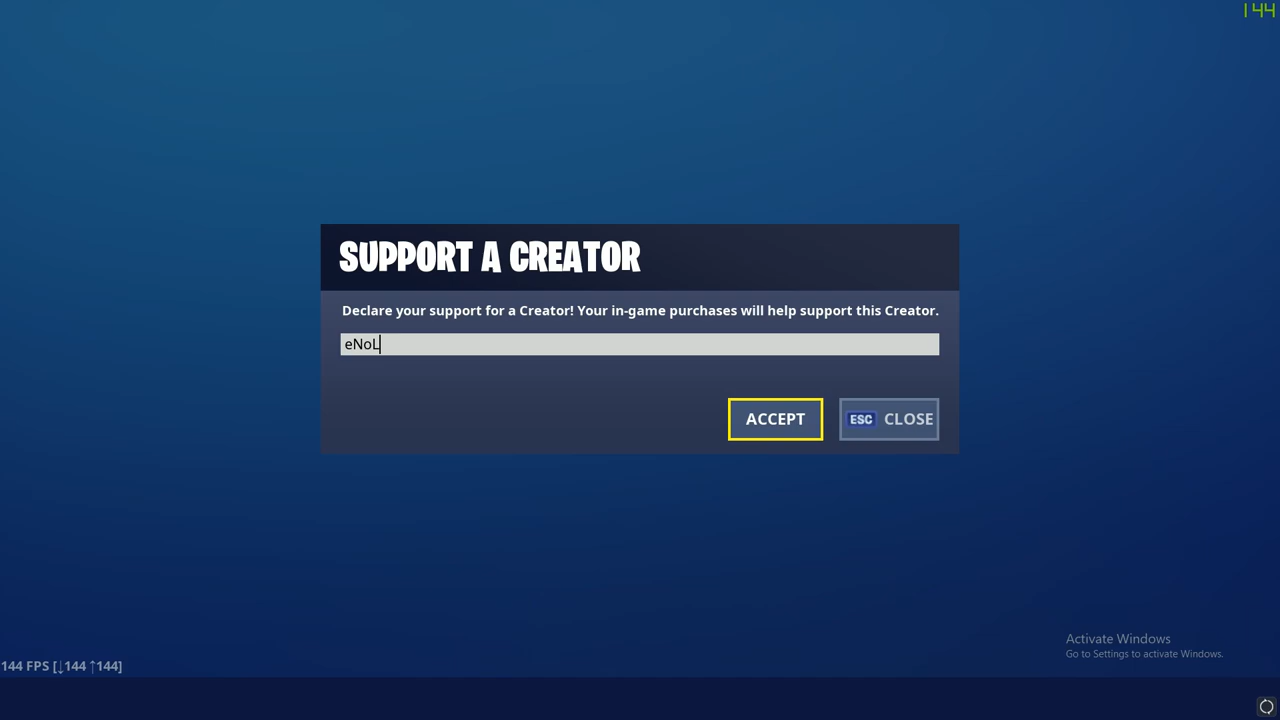 144
SUPPORT A CREATOR
Declare your support for a Creator! Your in-game purchases will help support this Creator.
eNoL
ACCEPT
ESC CLOSE
Activate Windows
Go to Settings to activate Windows.
144 FPS [↓144 ↑144]